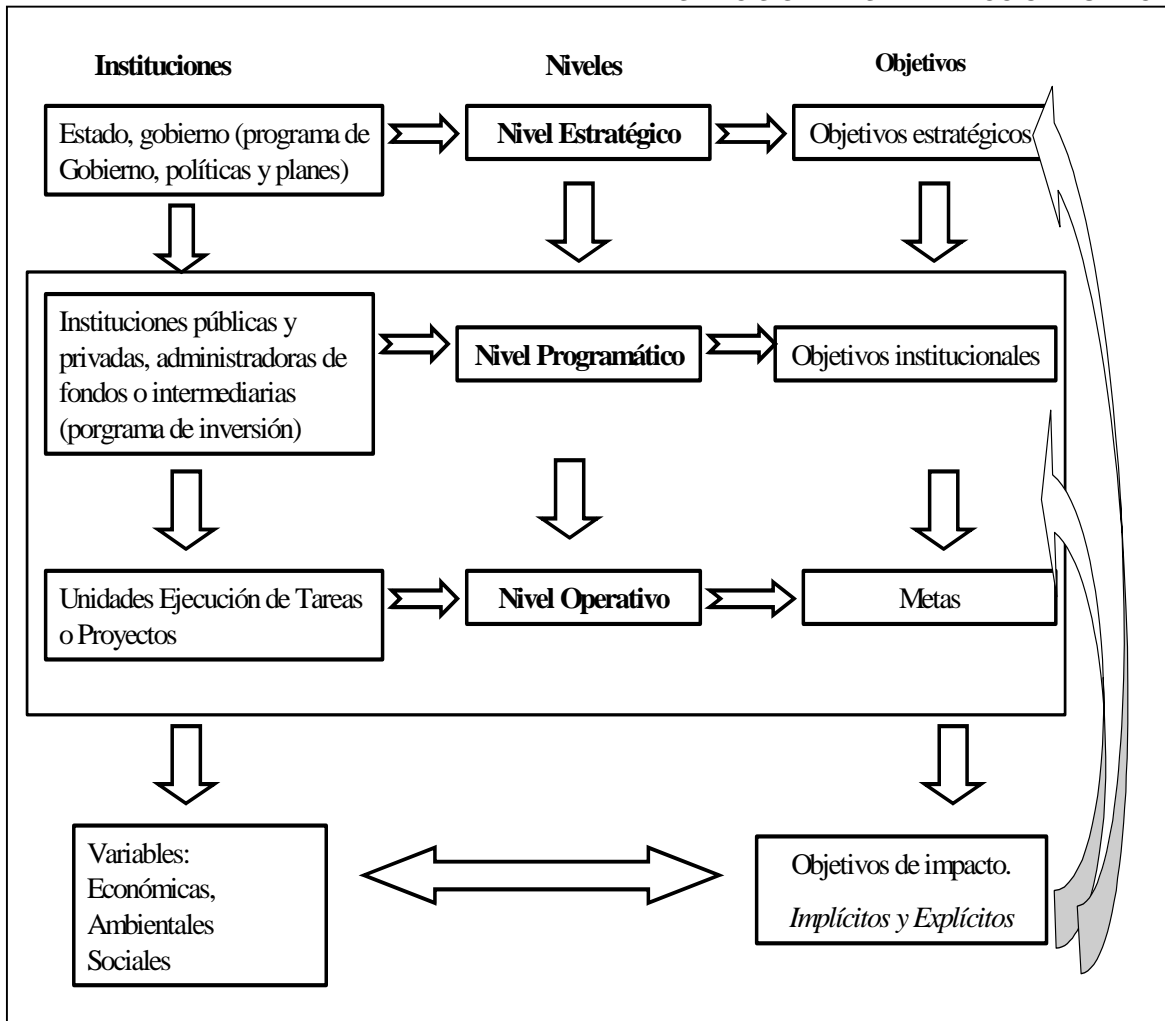 Instituciones
Niveles
Objetivos
Estado, gobierno (programa de
Gobierno, políticas y planes)
Nivel Estratégico
Objetivos estratégicos
Instituciones públicas y
privadas, administradoras de
fondos o intermediarias
(porgrama de inversión)
Nivel Programático
Objetivos institucionales
Unidades Ejecución de Tareas
o Proyectos
Nivel Operativo
Metas
Variables:
Económicas,
Ambientales
Sociales
Objetivos de impacto.
Implícitos y Explícitos